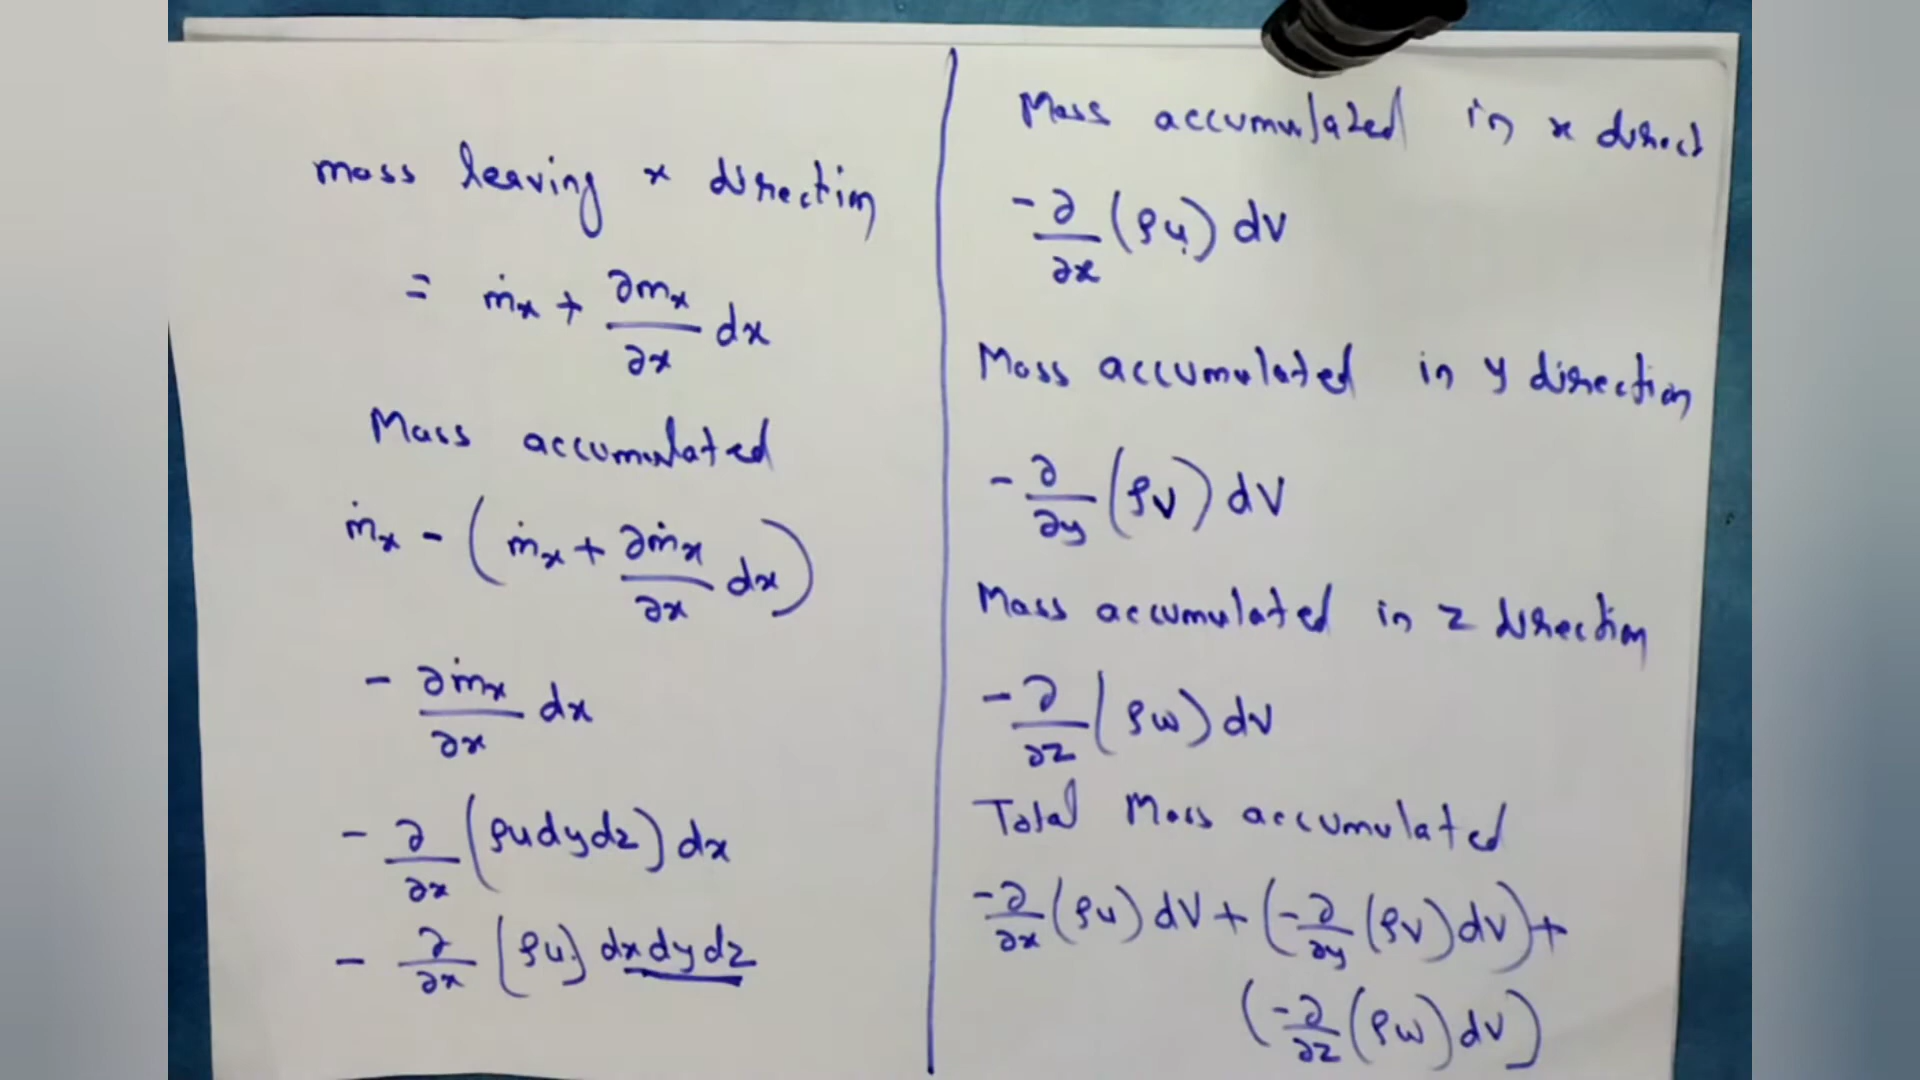 mass leaving x direction
= ṁx + ∂mx/∂x dx
Mass accumulated
ṁx - (ṁx + ∂ṁx/∂x dx)
- ∂ṁx/∂x dx
- ∂/∂x (ρudydz) dx
- ∂/∂x (ρu) dxdydz
Mass accumulated in x direct
- ∂/∂x (ρu) dV
Mass accumulated in y direction
- ∂/∂y (ρv) dV
Mass accumulated in z direction
- ∂/∂z (ρw) dV
Total Mass accumulated
-∂/∂x (ρu) dV + (-∂/∂y (ρv) dV) +
(-∂/∂z (ρw) dV)